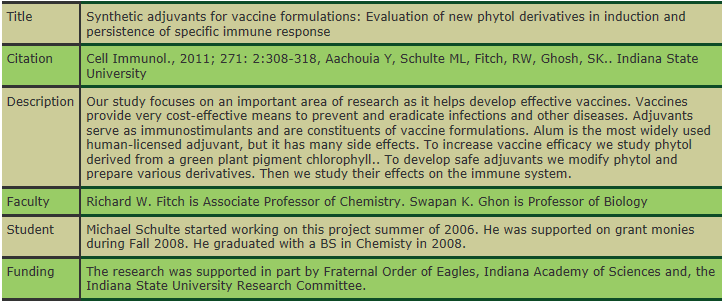 Title
Synthetic adjuvants for vaccine formulations: Evaluation of new phytol derivatives in induction and
persistence of specific immune response
Citation
Cell Immunol., 2011; 271: 2:308-318, Aachouia Y, Schulte ML, Fitch, RW, Ghosh, SK.. Indiana State
University
Description
Our study focuses on an important area of research as it helps develop effective vaccines. Vaccines
provide very cost-effective means to prevent and eradicate infections and other diseases. Adjuvants
serve as immunostimulants and are constituents of vaccine formulations. Alum is the most widely used
human-licensed adjuvant, but it has many side effects. To increase vaccine efficacy we study phytol
derived from a green plant pigment chlorophyll.. To develop safe adjuvants we modify phytol and
prepare various derivatives. Then we study their effects on the immune system.
Faculty
Richard W. Fitch is Associate Professor of Chemistry. Swapan K. Ghon is Professor of Biology
Student
Michael Schulte started working on this project summer of 2006. He was supported on grant monies
during Fall 2008. He graduated with a BS in Chemisty in 2008.
Funding
The research was supported in part by Fraternal Order of Eagles, Indiana Academy of Sciences and, the
Indiana State University Research Committee.